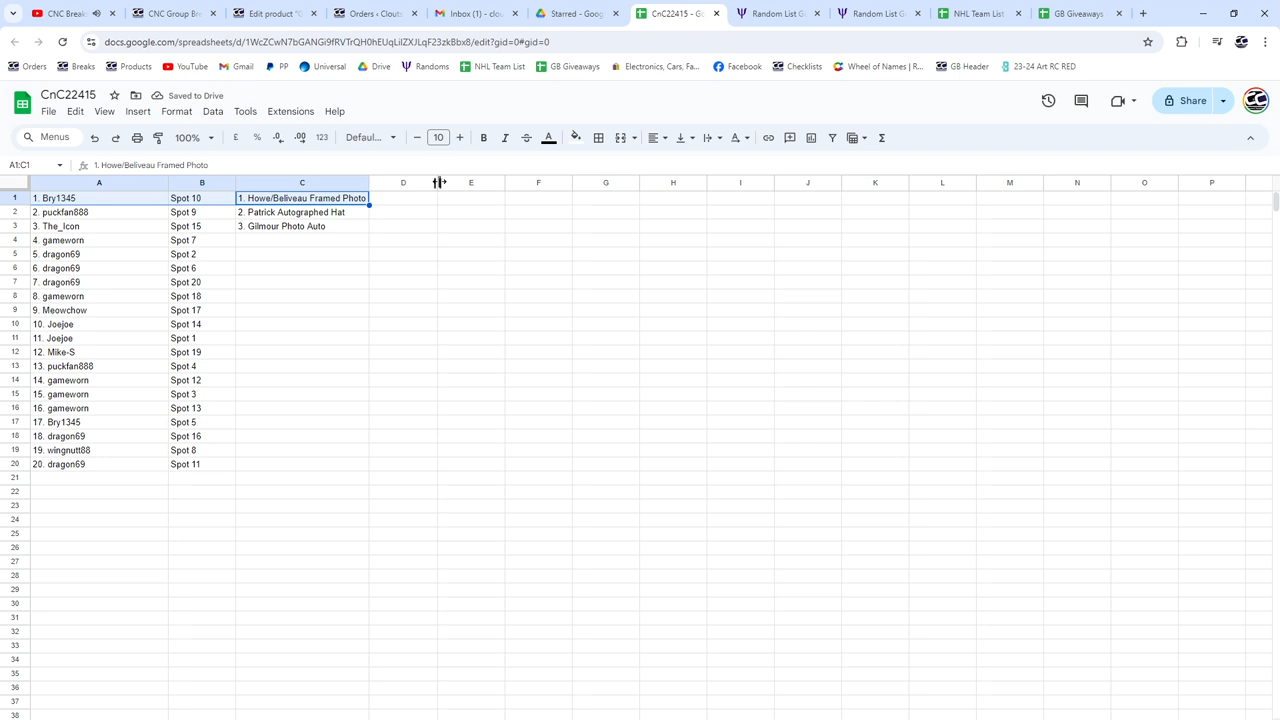 CNC Break
CNC Group Br
Edit product "C
Orders ‹ Clouts
Inbox
Starred - Goog
CnC22415 - G
Random List G
Random List G
NHL Team List
GB Giveaways
docs.google.com/spreadsheets/d/1WcZCwN7bGANGi9fRVTrQH0hEUqLiIZXJLqF23zkBbsI/edit?gid=0#gid=0
Orders
Breaks
Products
YouTube
Gmail
PP
Universal
Drive
Randoms
NHL Team List
GB Giveaways
Electronics, Cars, Fa...
Facebook
Checklists
Wheel of Names | R...
GB Header
23-24 Art RC RED
CnC22415
Saved to Drive
File Edit View Insert Format Data Tools Extensions Help
Share
Menus
100%
£ % .0 .00 123
Defaul...
10
B I A
A1:C1
1. Howe/Beliveau Framed Photo
A B C D E F G H J K L M N O P
1 1. Bry1345 Spot 10 1. Howe/Beliveau Framed Photo
2 2. puckfan888 Spot 9 2. Patrick Autographed Hat
3 3. The_Icon Spot 15 3. Gilmour Photo Auto
4 4. gameworn Spot 7
5 5. dragon69 Spot 2
6 6. dragon69 Spot 6
7 7. dragon69 Spot 20
8 8. gameworn Spot 18
9 9. Meowchow Spot 17
10 10. Joejoe Spot 14
11 11. Joejoe Spot 1
12 12. Mike-S Spot 19
13 13. puckfan888 Spot 4
14 14. gameworn Spot 12
15 15. gameworn Spot 3
16 16. gameworn Spot 13
17 17. Bry1345 Spot 5
18 18. dragon69 Spot 16
19 19. wingnutt88 Spot 8
20 20. dragon69 Spot 11
21
22
23
24
25
26
27
28
29
30
31
32
33
34
35
36
37
38